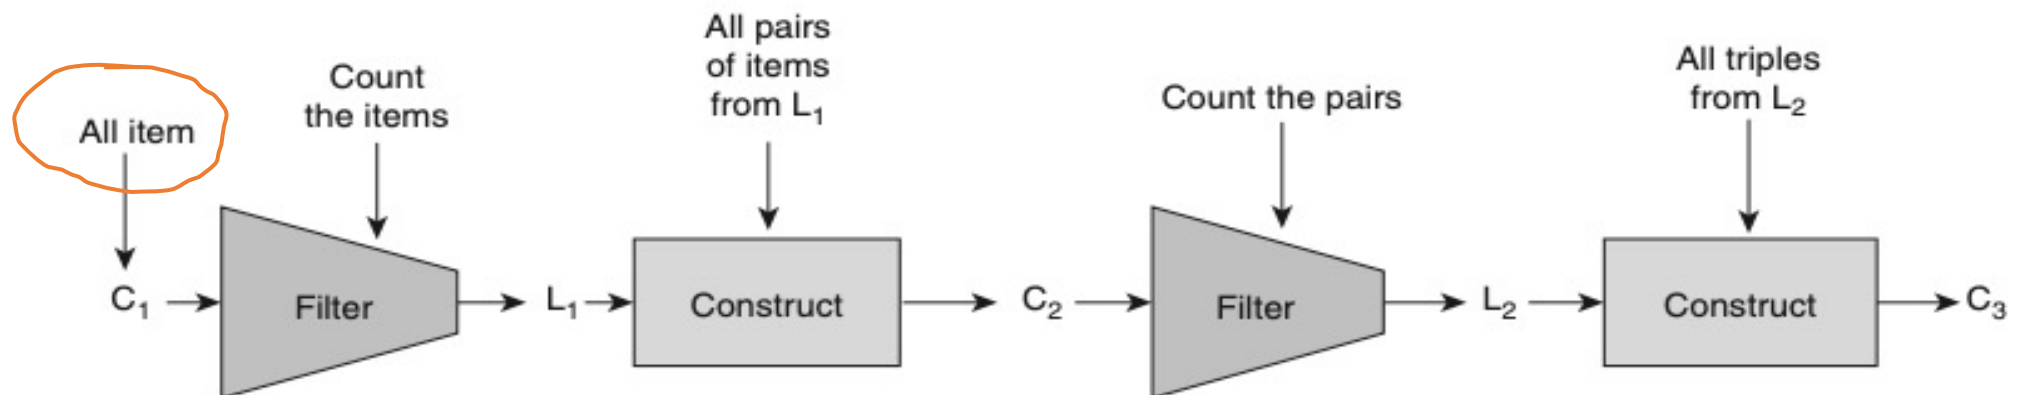 All item
Count
the items
All pairs
of items
from L₁
Count the pairs
All triples
from L₂
C₁
Filter
L₁
Construct
C₂
Filter
L₂
Construct
C₃